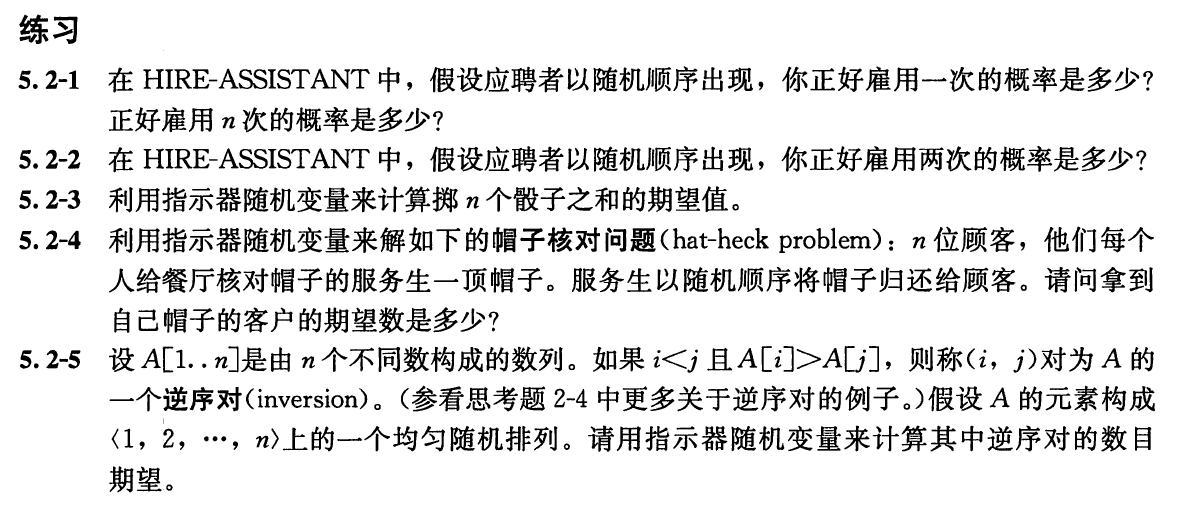 练习
5.2-1 在 HIRE-ASSISTANT 中，假设应聘者以随机顺序出现，你正好雇用一次的概率是多少？
正好雇用 n 次的概率是多少？
5.2-2 在 HIRE-ASSISTANT 中，假设应聘者以随机顺序出现，你正好雇用两次的概率是多少？
5.2-3 利用指示器随机变量来计算掷 n 个骰子之和的期望值。
5.2-4 利用指示器随机变量来解如下的帽子核对问题(hat-heck problem)：n 位顾客，他们每个
人给餐厅核对帽子的服务生一顶帽子。服务生以随机顺序将帽子归还给顾客。请问拿到
自己帽子的客户的期望数是多少？
5.2-5 设 A[1..n]是由 n 个不同数构成的数列。如果 i<j 且 A[i]>A[j]，则称(i，j)对为 A 的
一个逆序对(inversion)。(参看思考题 2-4 中更多关于逆序对的例子。)假设 A 的元素构成
〈1，2，…，n〉上的一个均匀随机排列。请用指示器随机变量来计算其中逆序对的数目
期望。